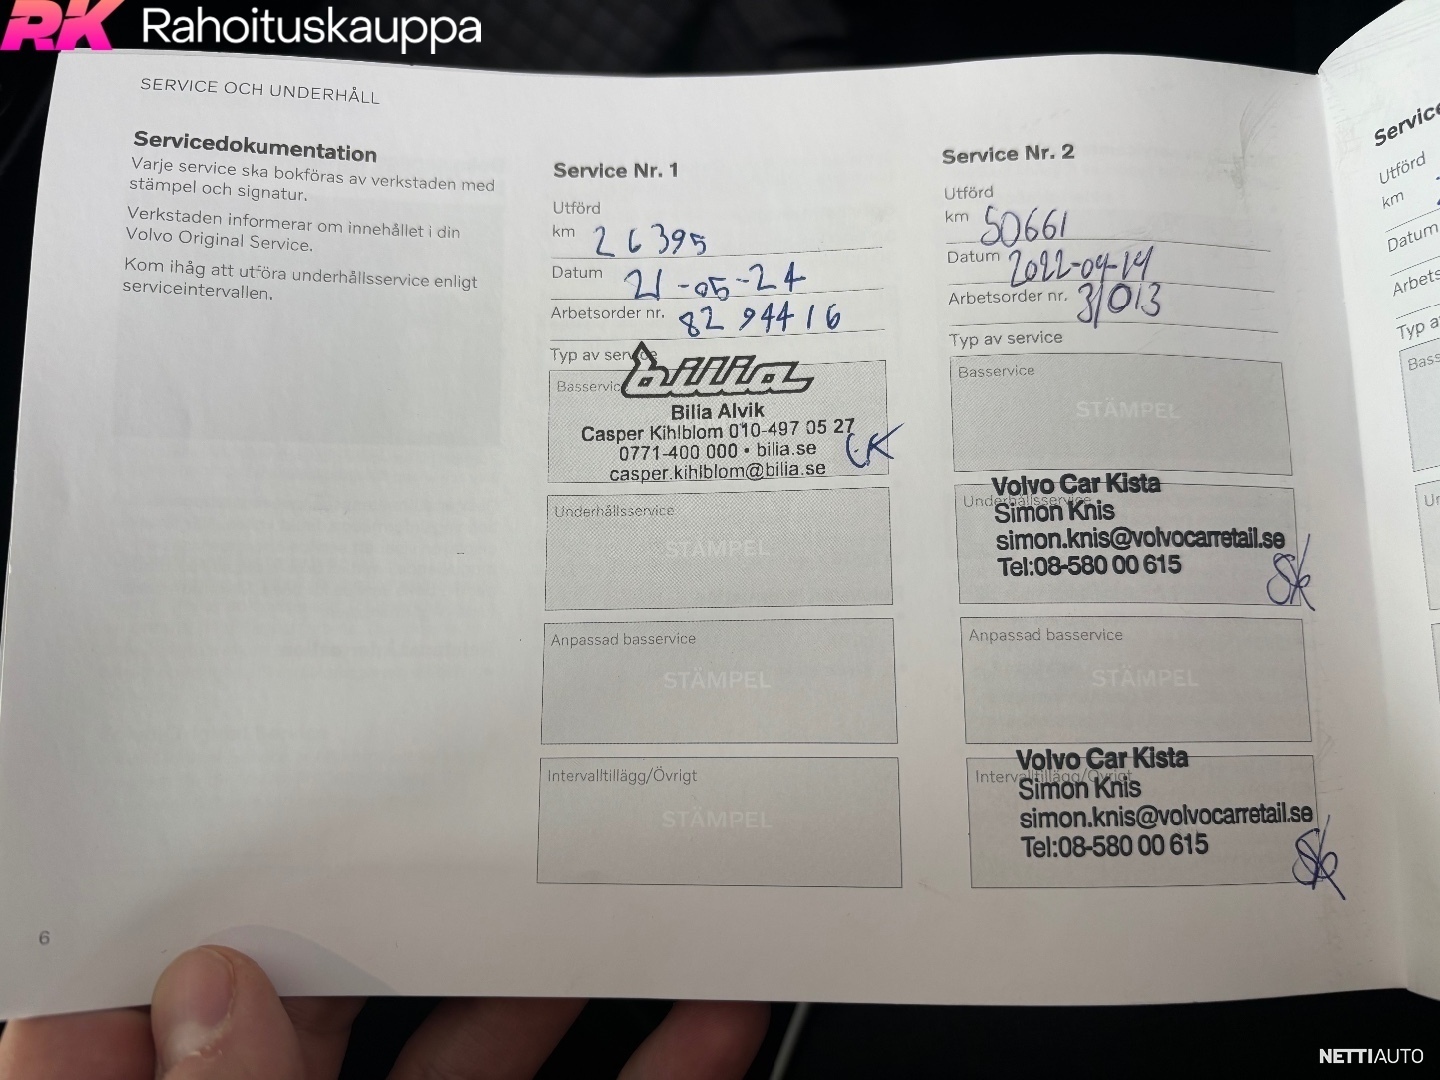 RK Rahoituskauppa
SERVICE OCH UNDERHÅLL
Servicedokumentation
Varje service ska bokföras av verkstaden med
stämpel och signatur.
Verkstaden informerar om innehållet i din
Volvo Original Service.
Kom ihåg att utföra underhållsservice enligt
serviceintervallen.
6
Service Nr. 1
Utförd
km 26395
Datum 21-05-24
Arbetsorder nr. 8294416
Typ av service
Basservice
bilia
Bilia Alvik
Casper Kihlblom 010-497 05 27
0771-400 000 • bilia.se
casper.kihlblom@bilia.se
CK
Underhållsservice
STÄMPEL
Anpassad basservice
STÄMPEL
Intervalltillägg/Övrigt
STÄMPEL
Service Nr. 2
Utförd
km 50661
Datum 2022-04-14
Arbetsorder nr. 31013
Typ av service
Basservice
STÄMPEL
Underhållsservice
Volvo Car Kista
Simon Knis
simon.knis@volvocarretail.se
Tel:08-580 00 615
SK
Anpassad basservice
STÄMPEL
Intervalltillägg/Övrigt
Volvo Car Kista
Simon Knis
simon.knis@volvocarretail.se
Tel:08-580 00 615
SK
Service
Utförd
km
Datum
Typ a
NETTIAUTO